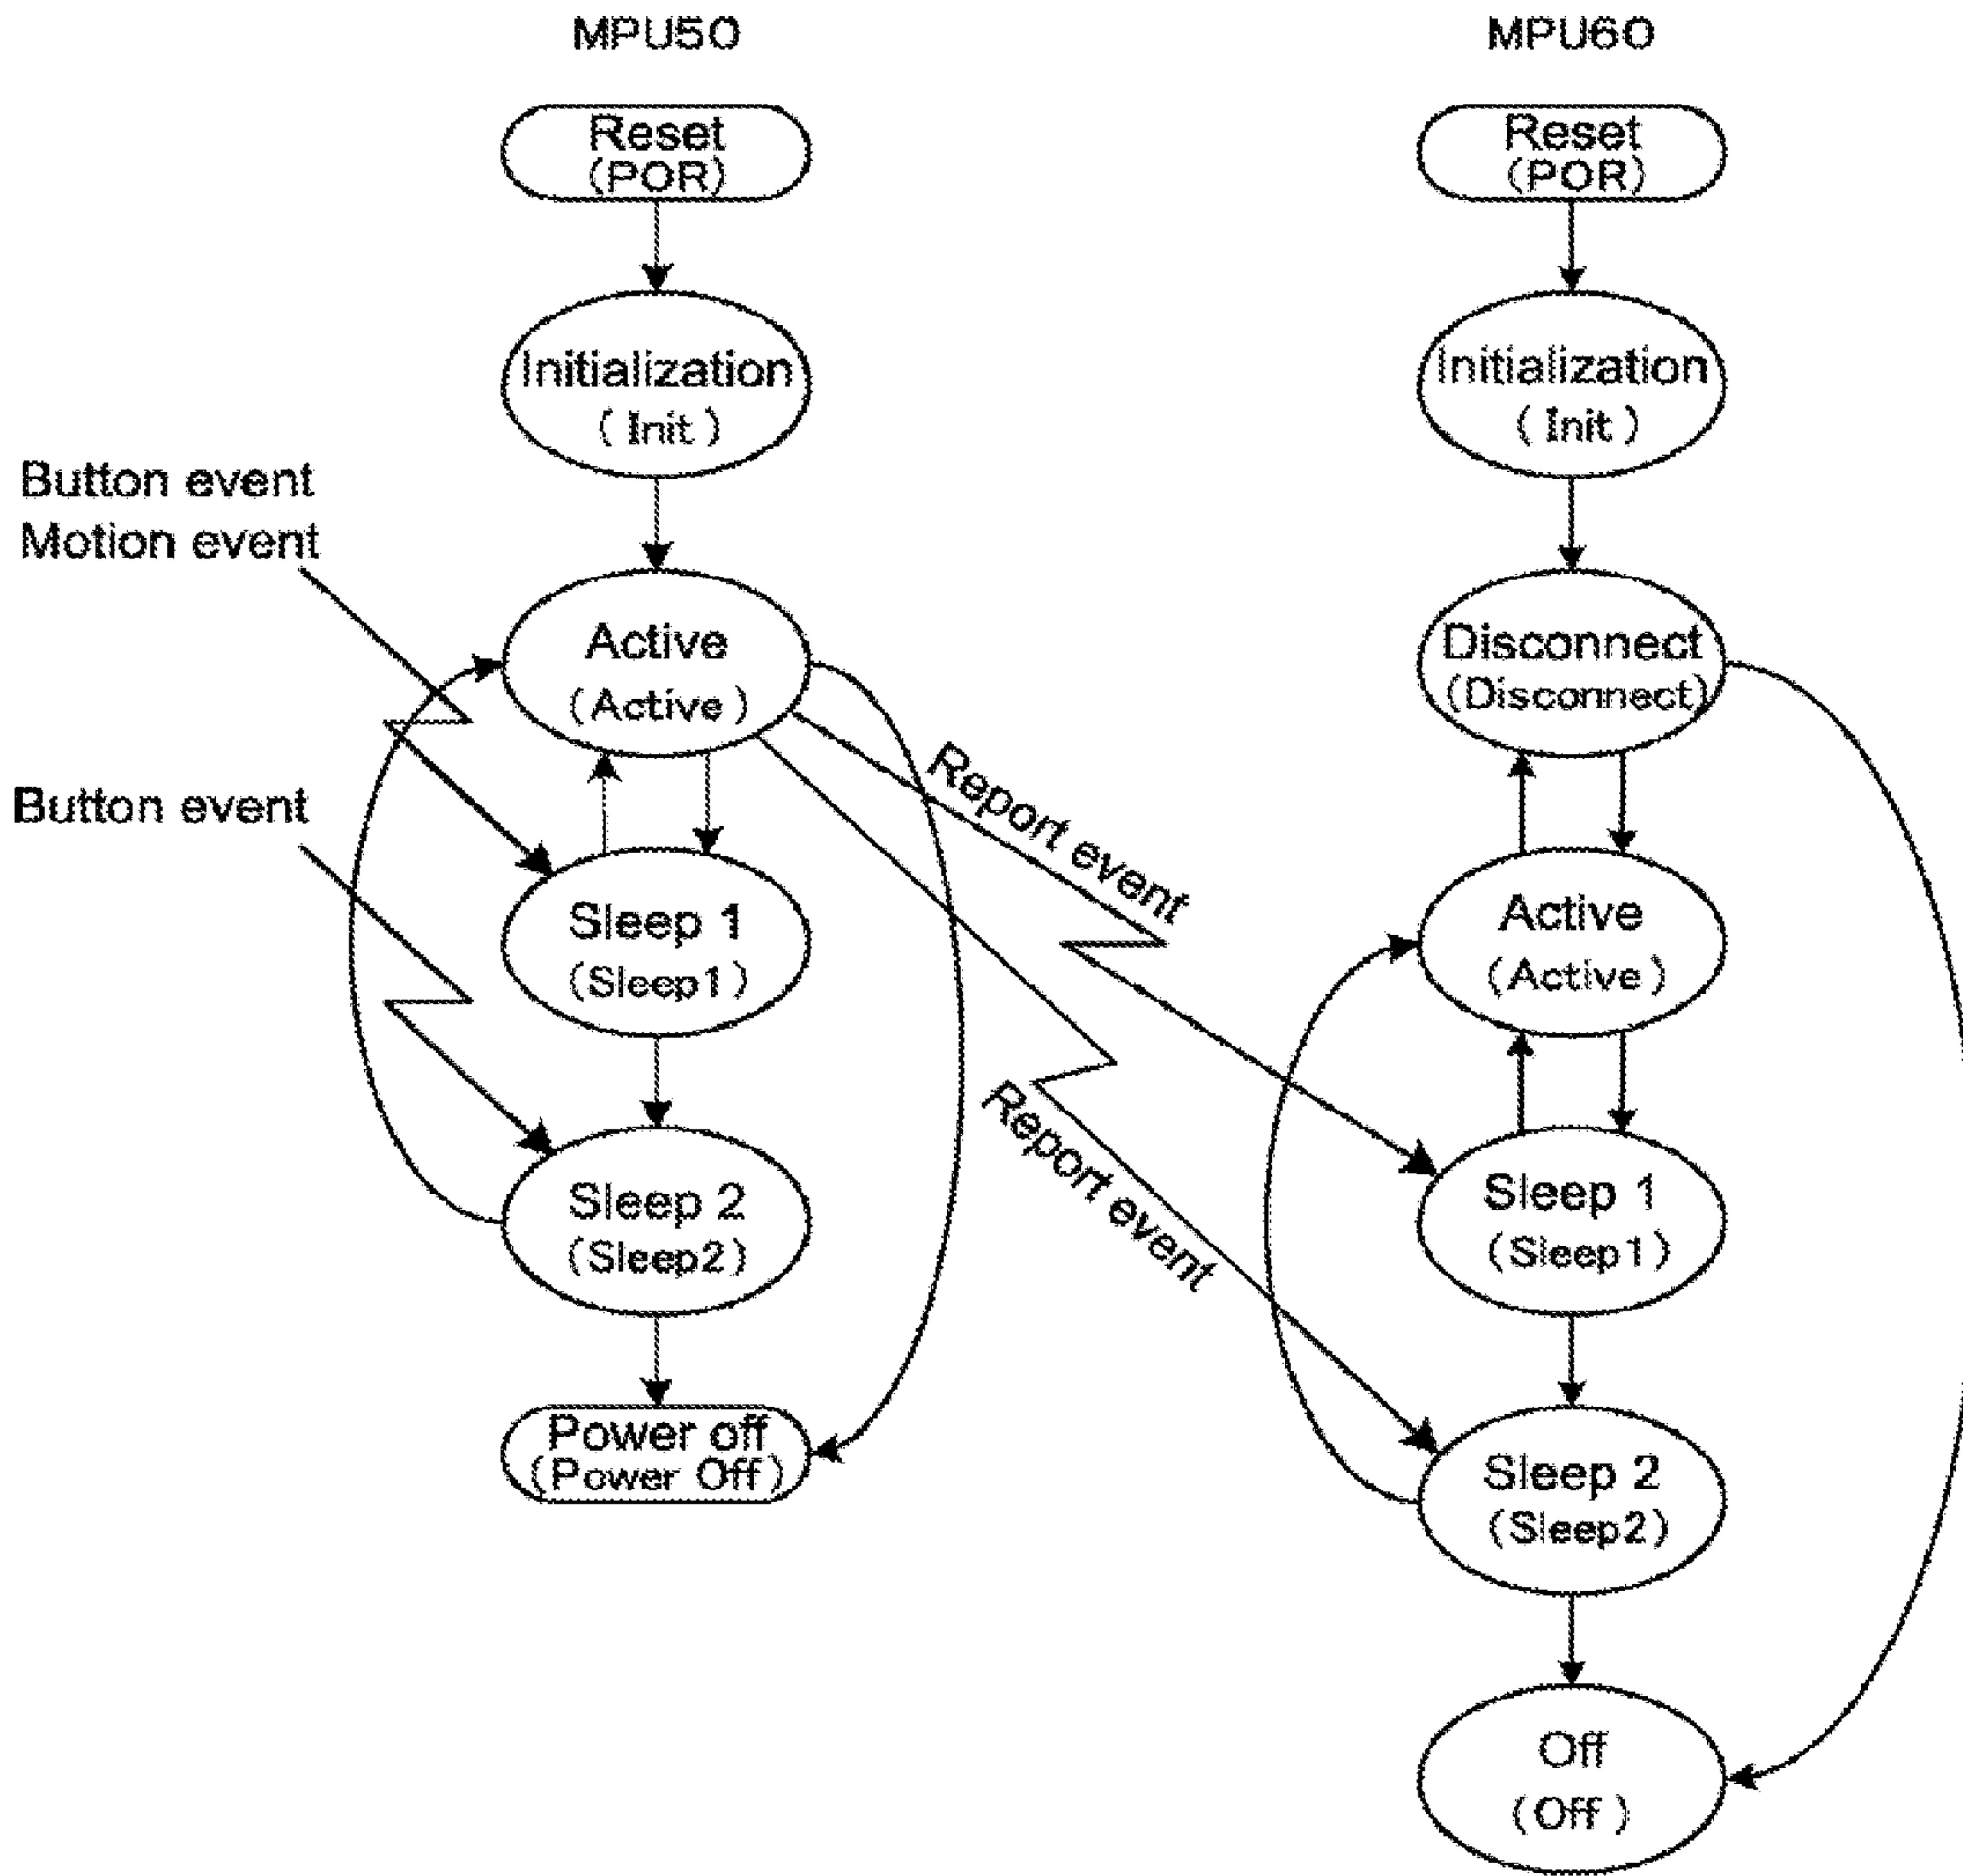 MPU50
Reset
(POR)
Initialization
( Init )
Button event
Motion event
Active
(Active)
Button event
Sleep 1
(Sleep1)
Sleep 2
(Sleep2)
Power off
(Power Off)
Report event
Report event
MPU60
Reset
(POR)
Initialization
( Init )
Disconnect
(Disconnect)
Active
(Active)
Sleep 1
(Sleep1)
Sleep 2
(Sleep2)
Off
(Off )